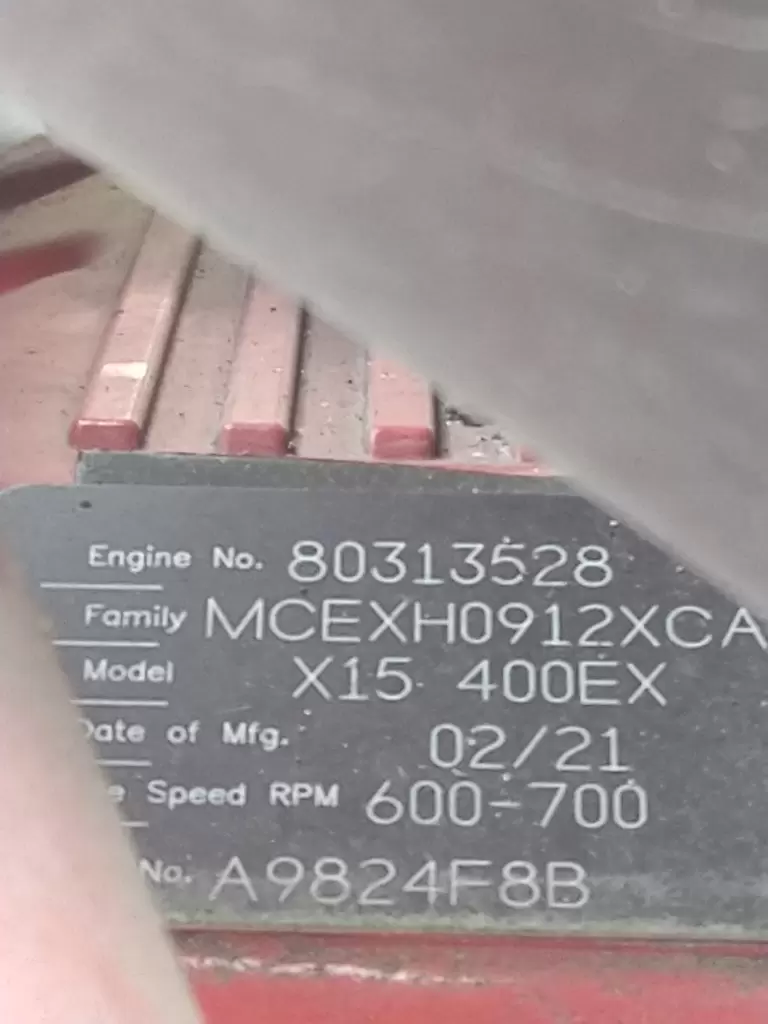 Engine No. 80313528
Family MCEXH0912XCA
Model X15 400EX
Date of Mfg. 02/21
Speed RPM 600-700
No. A9824F8B